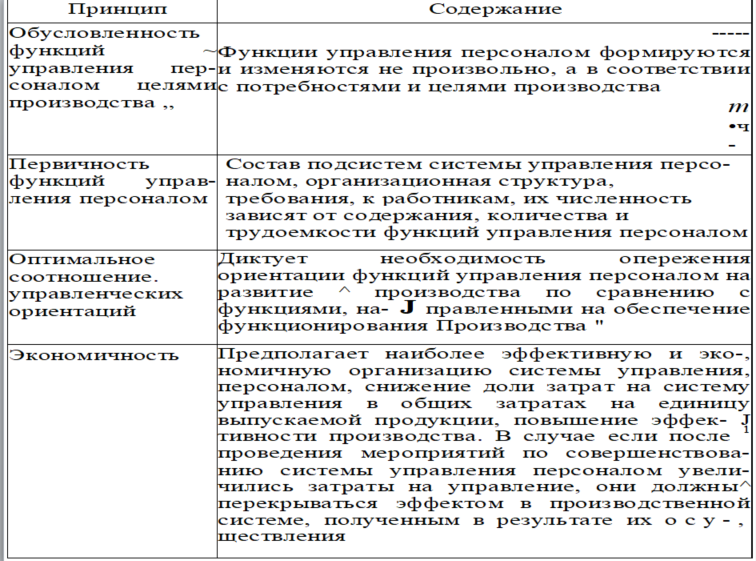 Принцип
Содержание
Обусловленность
функций ~
управления пер-
соналом целями
производства ,,
-----
Функции управления персоналом формируются
и изменяются не произвольно, а в соответствии
с потребностями и целями производства
m
•ч
-
Первичность
функций управ-
ления персоналом
Состав подсистем системы управления персо-
налом, организационная структура,
требования, к работникам, их численность
зависят от содержания, количества и
трудоемкости функций управления персоналом
Оптимальное
соотношение.
управленческих
ориентаций
Диктует необходимость опережения
ориентации функций управления персоналом на
развитие ^ производства по сравнению с
функциями, на- J правленными на обеспечение
функционирования Производства "
Экономичность
Предполагает наиболее эффективную и эко-,
номичную организацию системы управления,
персоналом, снижение доли затрат на систему
управления в общих затратах на единицу
выпускаемой продукции, повышение эффек- J
тивности производства. В случае если после 1
проведения мероприятий по совершенствова-
нию системы управления персоналом увели-
чились затраты на управление, они должны^
перекрываться эффектом в производственной
системе, полученным в результате их о с у - ,
ществления